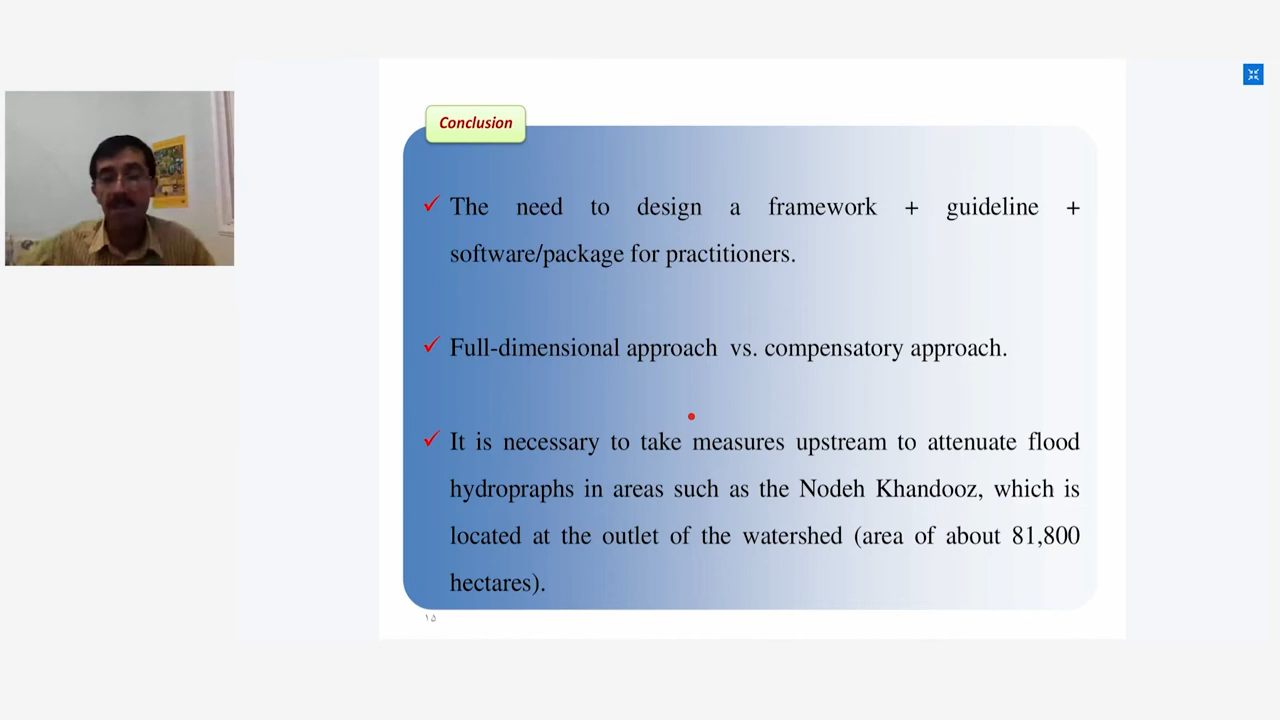 Conclusion
✓ The need to design a framework + guideline +
software/package for practitioners.
✓ Full-dimensional approach vs. compensatory approach.
✓ It is necessary to take measures upstream to attenuate flood
hydropraphs in areas such as the Nodeh Khandooz, which is
located at the outlet of the watershed (area of about 81,800
hectares).
۱۵